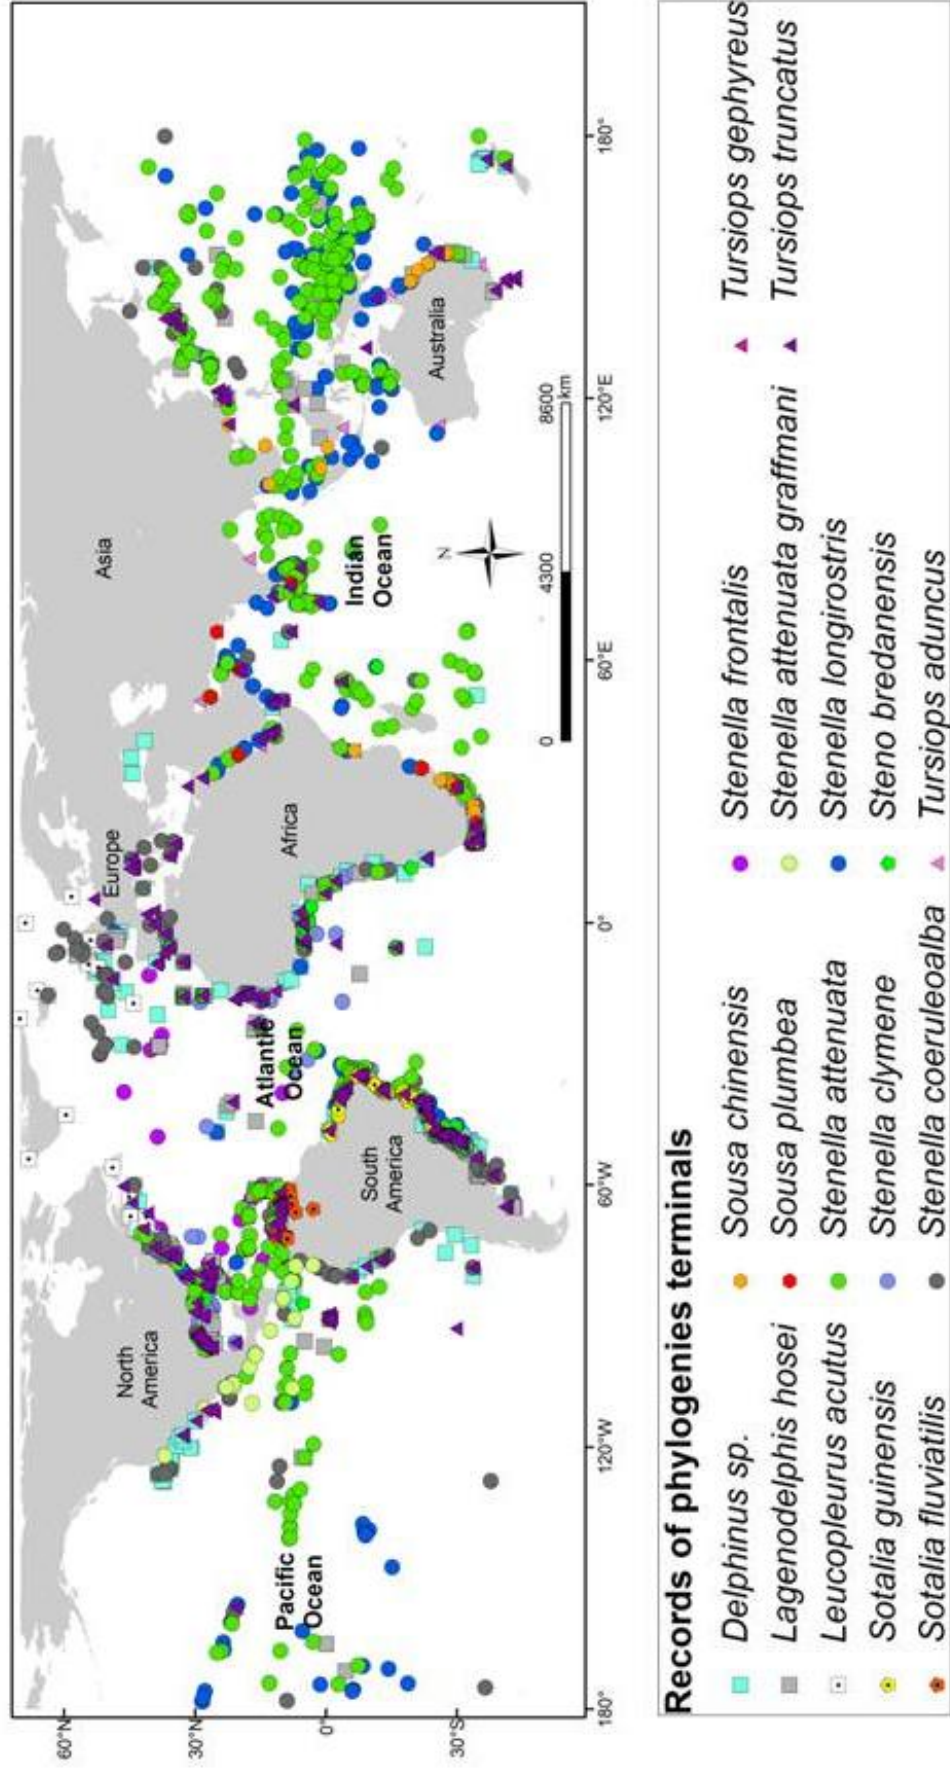 60°N
30°N
0°
30°S
North
America
Europe
Asia
Atlantic
Ocean
Africa
Indian
Ocean
Pacific
Ocean
South
America
Australia
N
0 4300 8600
km
180° 120°W 60°W 0° 60°E 120°E 180°
Records of phylogenies terminals
Delphinus sp.
Lagenodelphis hosei
Leucopleurus acutus
Sotalia guinensis
Sotalia fluviatilis
Sousa chinensis
Sousa plumbea
Stenella attenuata
Stenella clymene
Stenella coeruleoalba
Stenella frontalis
Stenella attenuata graffmani
Stenella longirostris
Steno bredanensis
Tursiops aduncus
Tursiops gephyreus
Tursiops truncatus